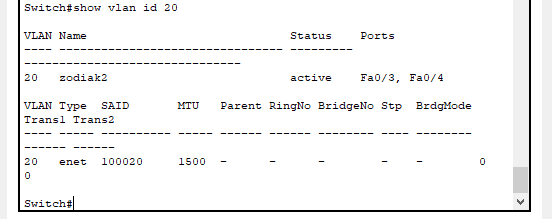 Switch#show vlan id 20
VLAN Name                             Status    Ports
---- -------------------------------- ---------
-------------------------------
20   zodiak2                          active    Fa0/3, Fa0/4
VLAN Type  SAID       MTU   Parent RingNo BridgeNo Stp  BrdgMode
Trans1 Trans2
---- ----- ---------- ----- ------ ------ -------- ---- --------
------ ------
20   enet  100020     1500  -      -      -        -    -        0
0
Switch#